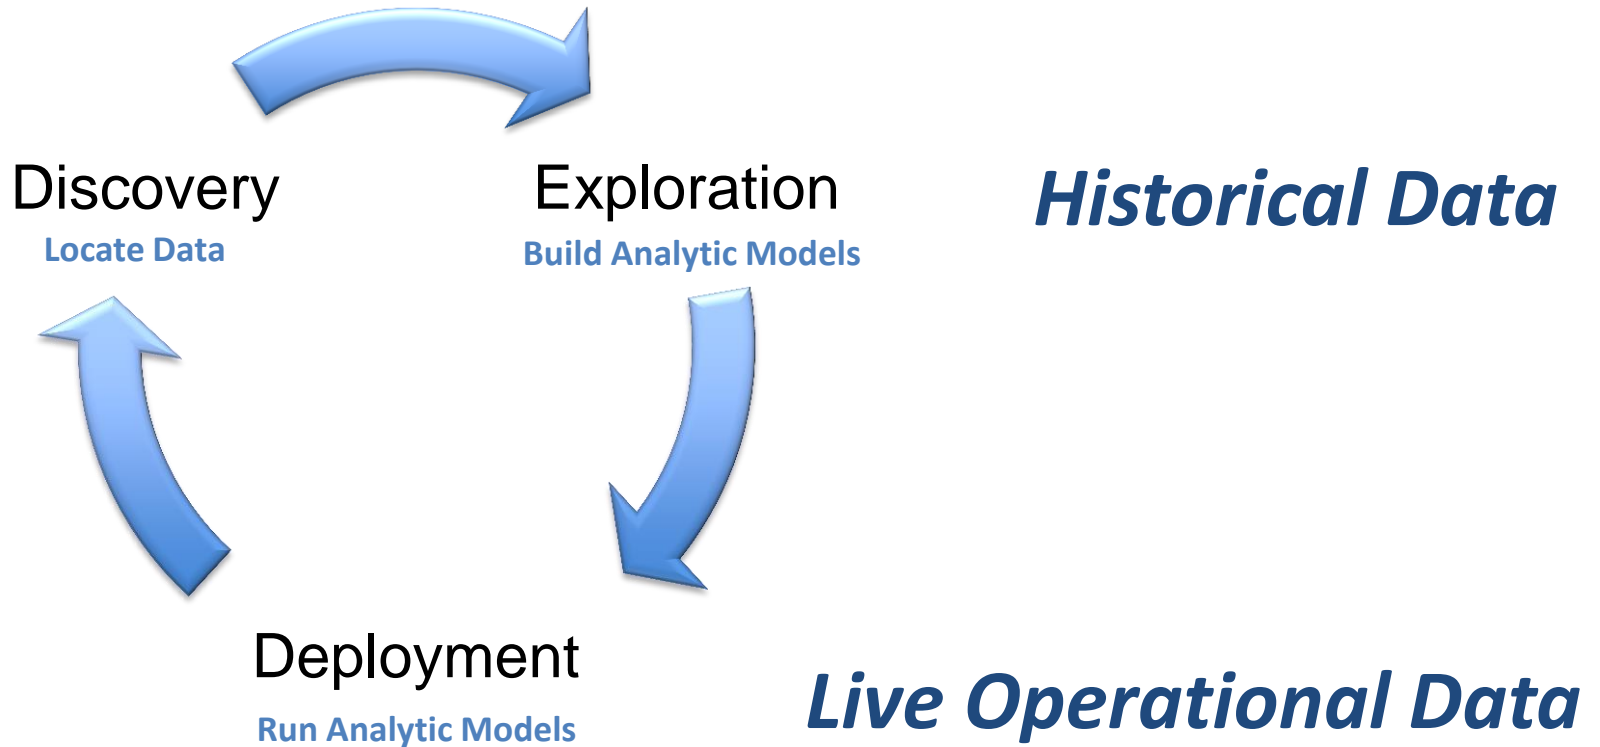 Discovery
Locate Data
Exploration
Build Analytic Models
Historical Data
Deployment
Run Analytic Models
Live Operational Data